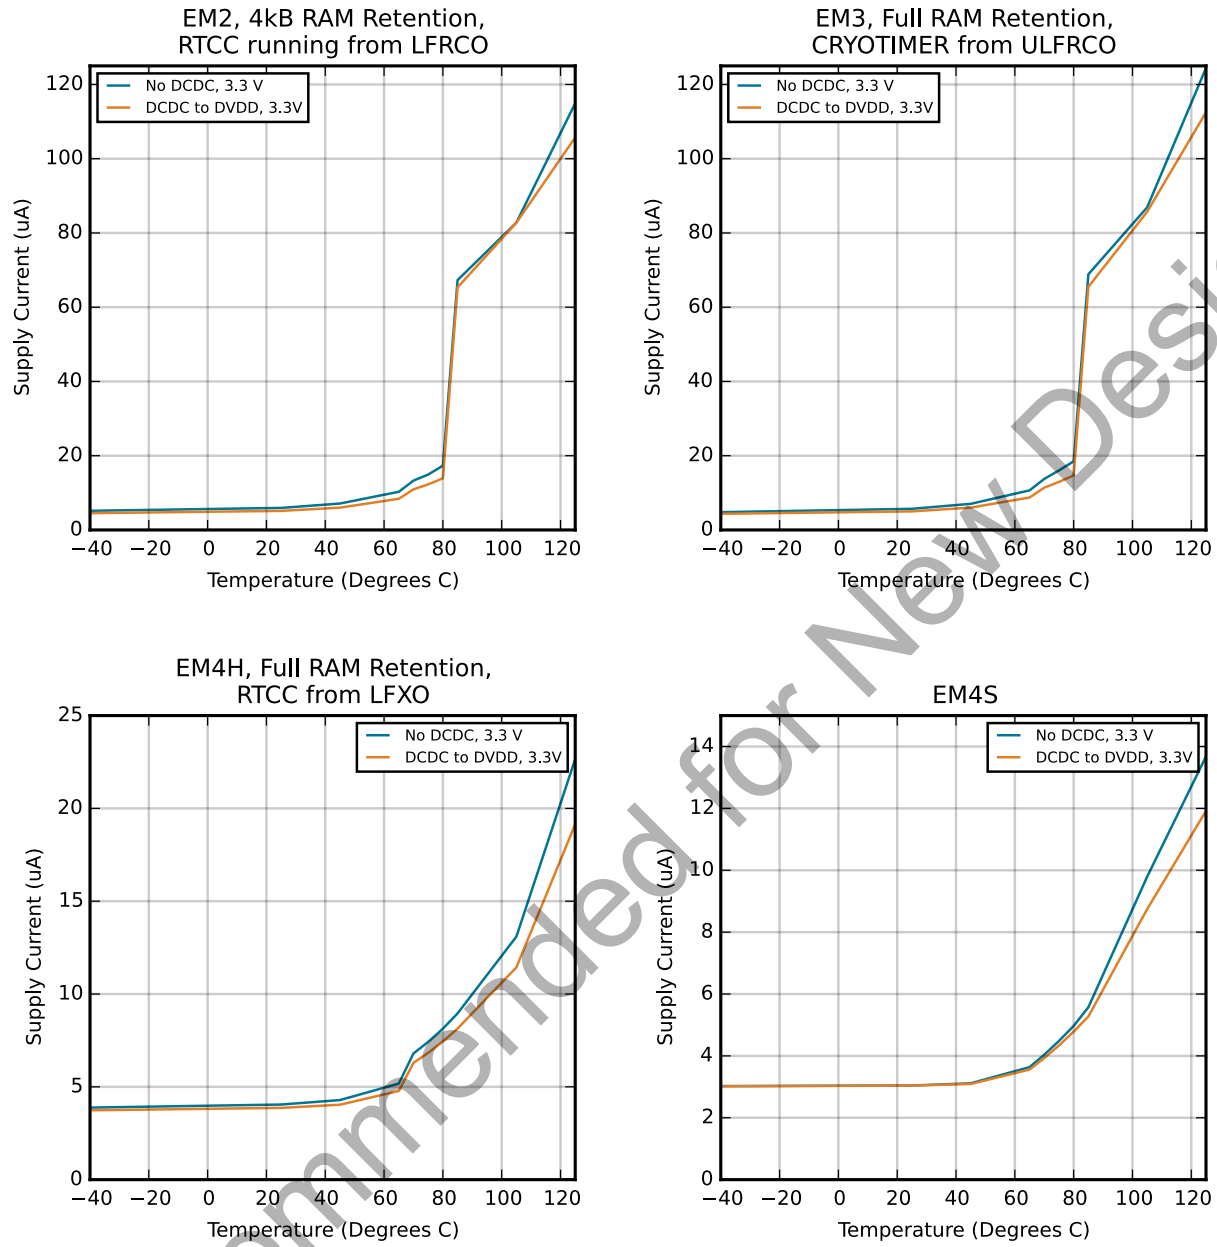 EM2, 4kB RAM Retention,
RTCC running from LFRCO
No DCDC, 3.3 V
DCDC to DVDD, 3.3V
Supply Current (uA)
120
100
80
60
40
20
0
−40 −20 0 20 40 60 80 100 120
Temperature (Degrees C)
EM3, Full RAM Retention,
CRYOTIMER from ULFRCO
No DCDC, 3.3 V
DCDC to DVDD, 3.3V
Supply Current (uA)
120
100
80
60
40
20
0
−40 −20 0 20 40 60 80 100 120
Temperature (Degrees C)
EM4H, Full RAM Retention,
RTCC from LFXO
No DCDC, 3.3 V
DCDC to DVDD, 3.3V
Supply Current (uA)
25
20
15
10
5
0
−40 −20 0 20 40 60 80 100 120
Temperature (Degrees C)
EM4S
No DCDC, 3.3 V
DCDC to DVDD, 3.3V
Supply Current (uA)
14
12
10
8
6
4
2
0
−40 −20 0 20 40 60 80 100 120
Temperature (Degrees C)
mmended for New Desi